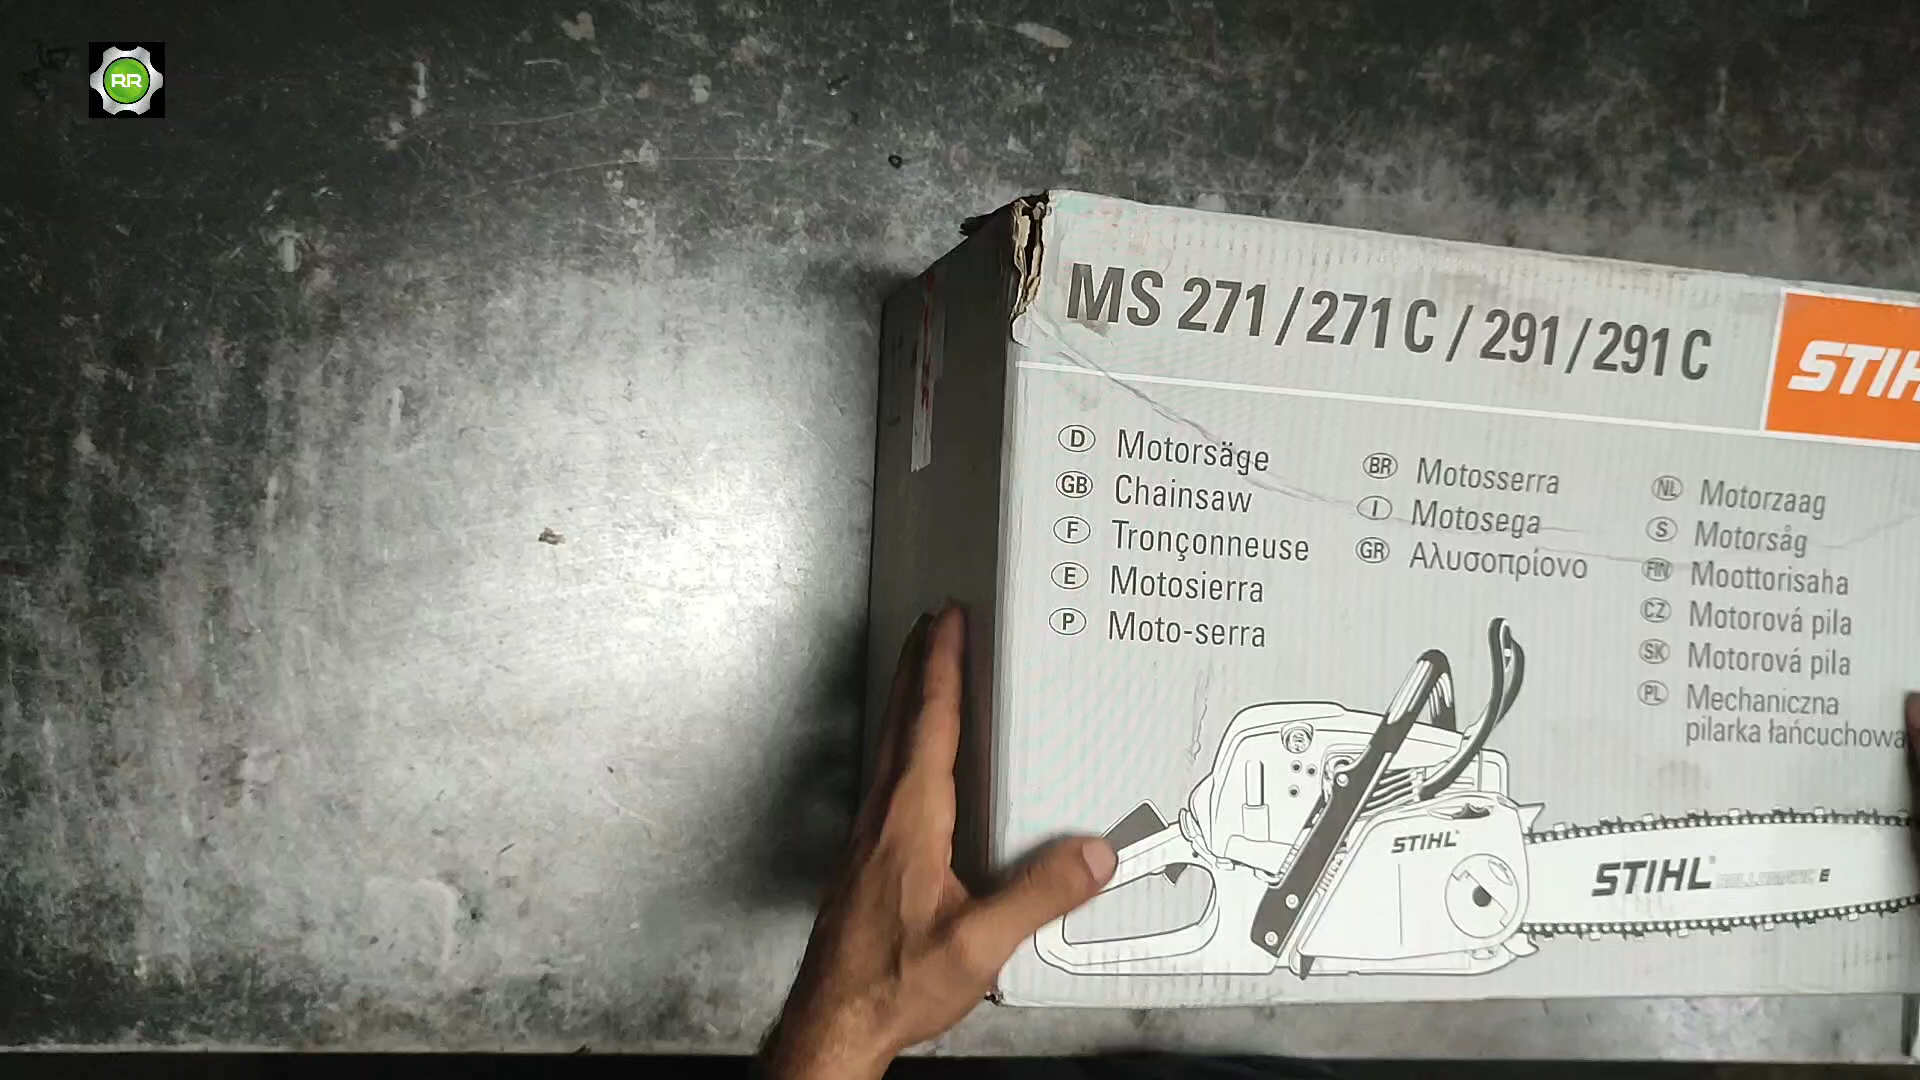 RR
MS 271 / 271 C / 291 / 291 C
STIH
D Motorsäge
GB Chainsaw
F Tronçonneuse
E Motosierra
P Moto-serra
BR Motosserra
I Motosega
GR Αλυσοπρίονο
NL Motorzaag
S Motorsåg
FIN Moottorisaha
CZ Motorová pila
SK Motorová pila
PL Mechaniczna
pilarka łańcuchowa
STIHL
STIHL E